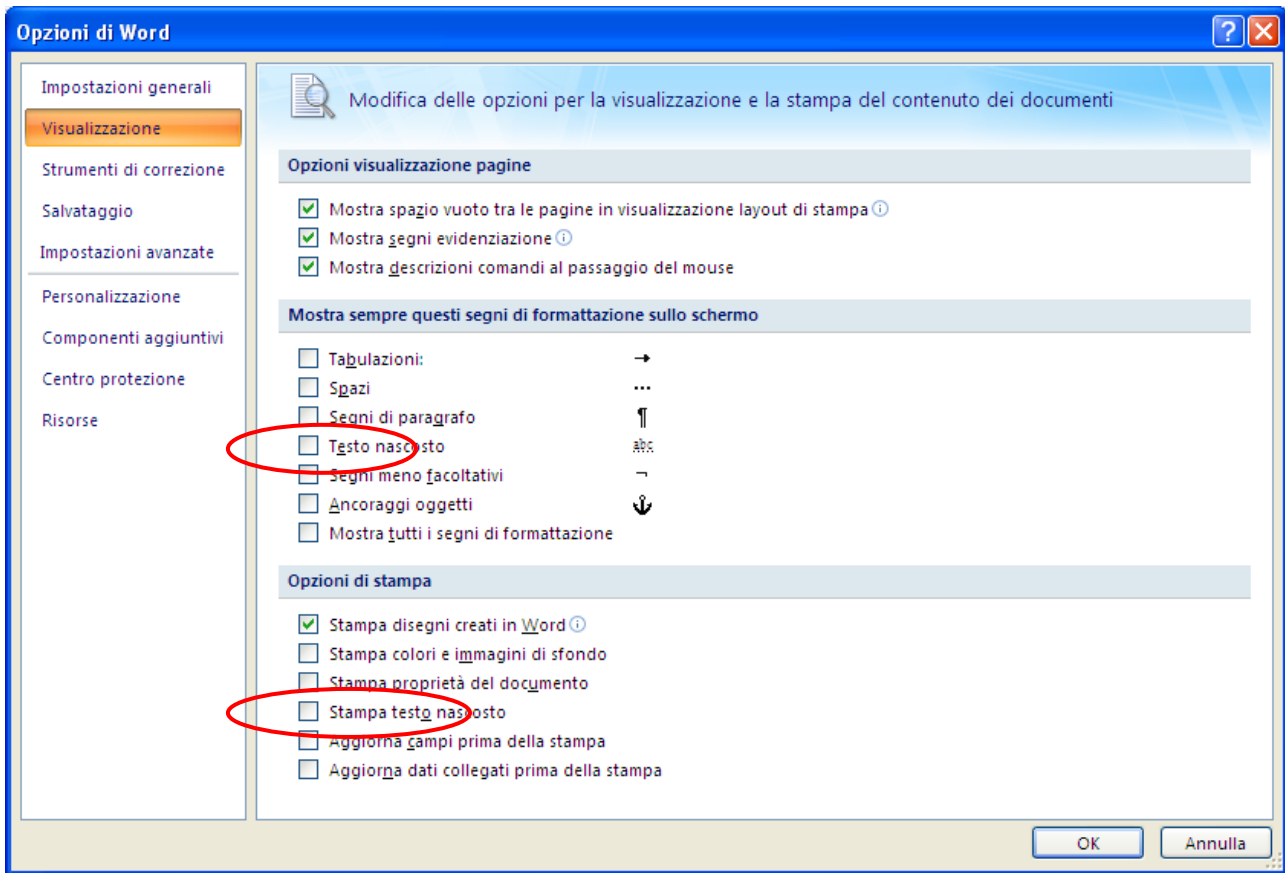 Opzioni di Word
Impostazioni generali
Visualizzazione
Strumenti di correzione
Salvataggio
Impostazioni avanzate
Personalizzazione
Componenti aggiuntivi
Centro protezione
Risorse
Modifica delle opzioni per la visualizzazione e la stampa del contenuto dei documenti
Opzioni visualizzazione pagine
Mostra spazio vuoto tra le pagine in visualizzazione layout di stampa
Mostra segni evidenziazione
Mostra descrizioni comandi al passaggio del mouse
Mostra sempre questi segni di formattazione sullo schermo
Tabulazioni: →
Spazi ...
Segni di paragrafo ¶
Testo nascosto abc
Segni meno facoltativi ¬
Ancoraggi oggetti
Mostra tutti i segni di formattazione
Opzioni di stampa
Stampa disegni creati in Word
Stampa colori e immagini di sfondo
Stampa proprietà del documento
Stampa testo nascosto
Aggiorna campi prima della stampa
Aggiorna dati collegati prima della stampa
OK Annulla